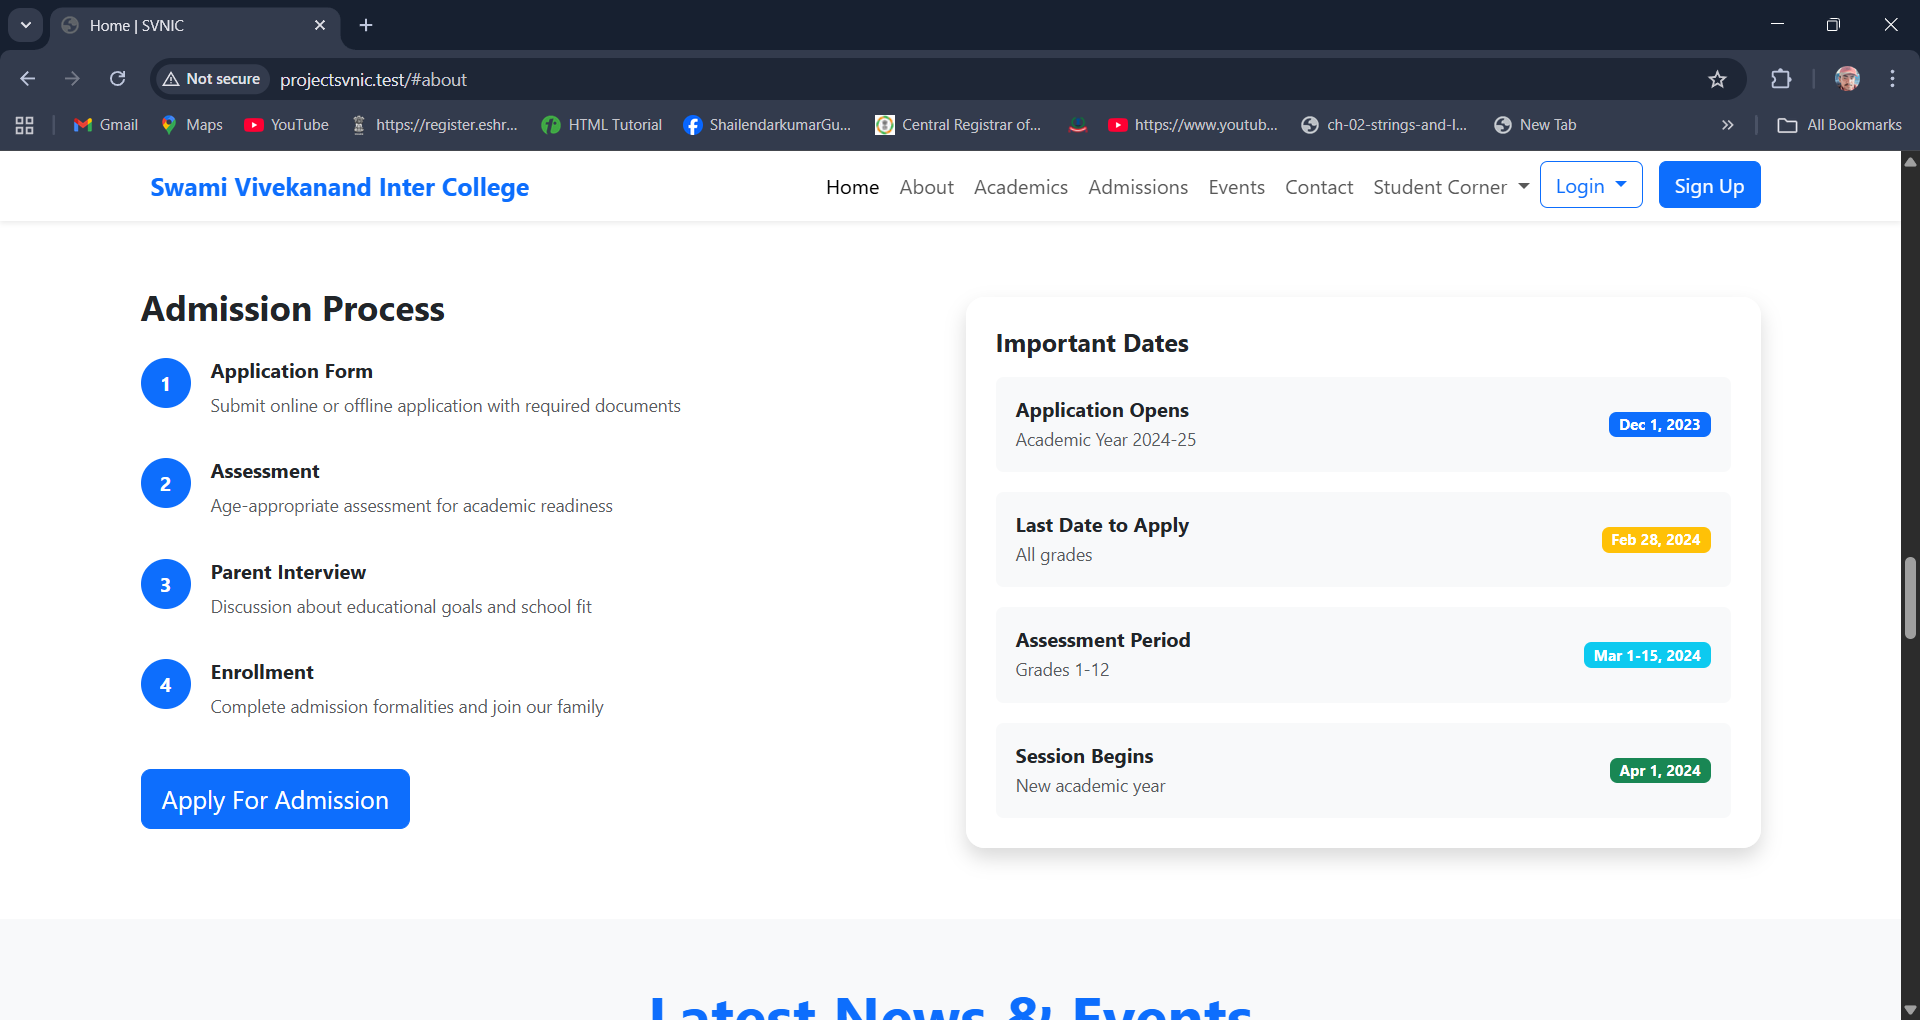 Home | SVNIC
Not secure
projectsvnic.test/#about
Gmail
Maps
YouTube
https://register.eshr...
HTML Tutorial
ShailendarkumarGu...
Central Registrar of...
https://www.youtub...
ch-02-strings-and-l...
New Tab
All Bookmarks
Swami Vivekanand Inter College
Home
About
Academics
Admissions
Events
Contact
Student Corner
Login
Sign Up
Admission Process
1
Application Form
Submit online or offline application with required documents
2
Assessment
Age-appropriate assessment for academic readiness
3
Parent Interview
Discussion about educational goals and school fit
4
Enrollment
Complete admission formalities and join our family
Apply For Admission
Important Dates
Application Opens
Academic Year 2024-25
Dec 1, 2023
Last Date to Apply
All grades
Feb 28, 2024
Assessment Period
Grades 1-12
Mar 1-15, 2024
Session Begins
New academic year
Apr 1, 2024
Latest News & Events